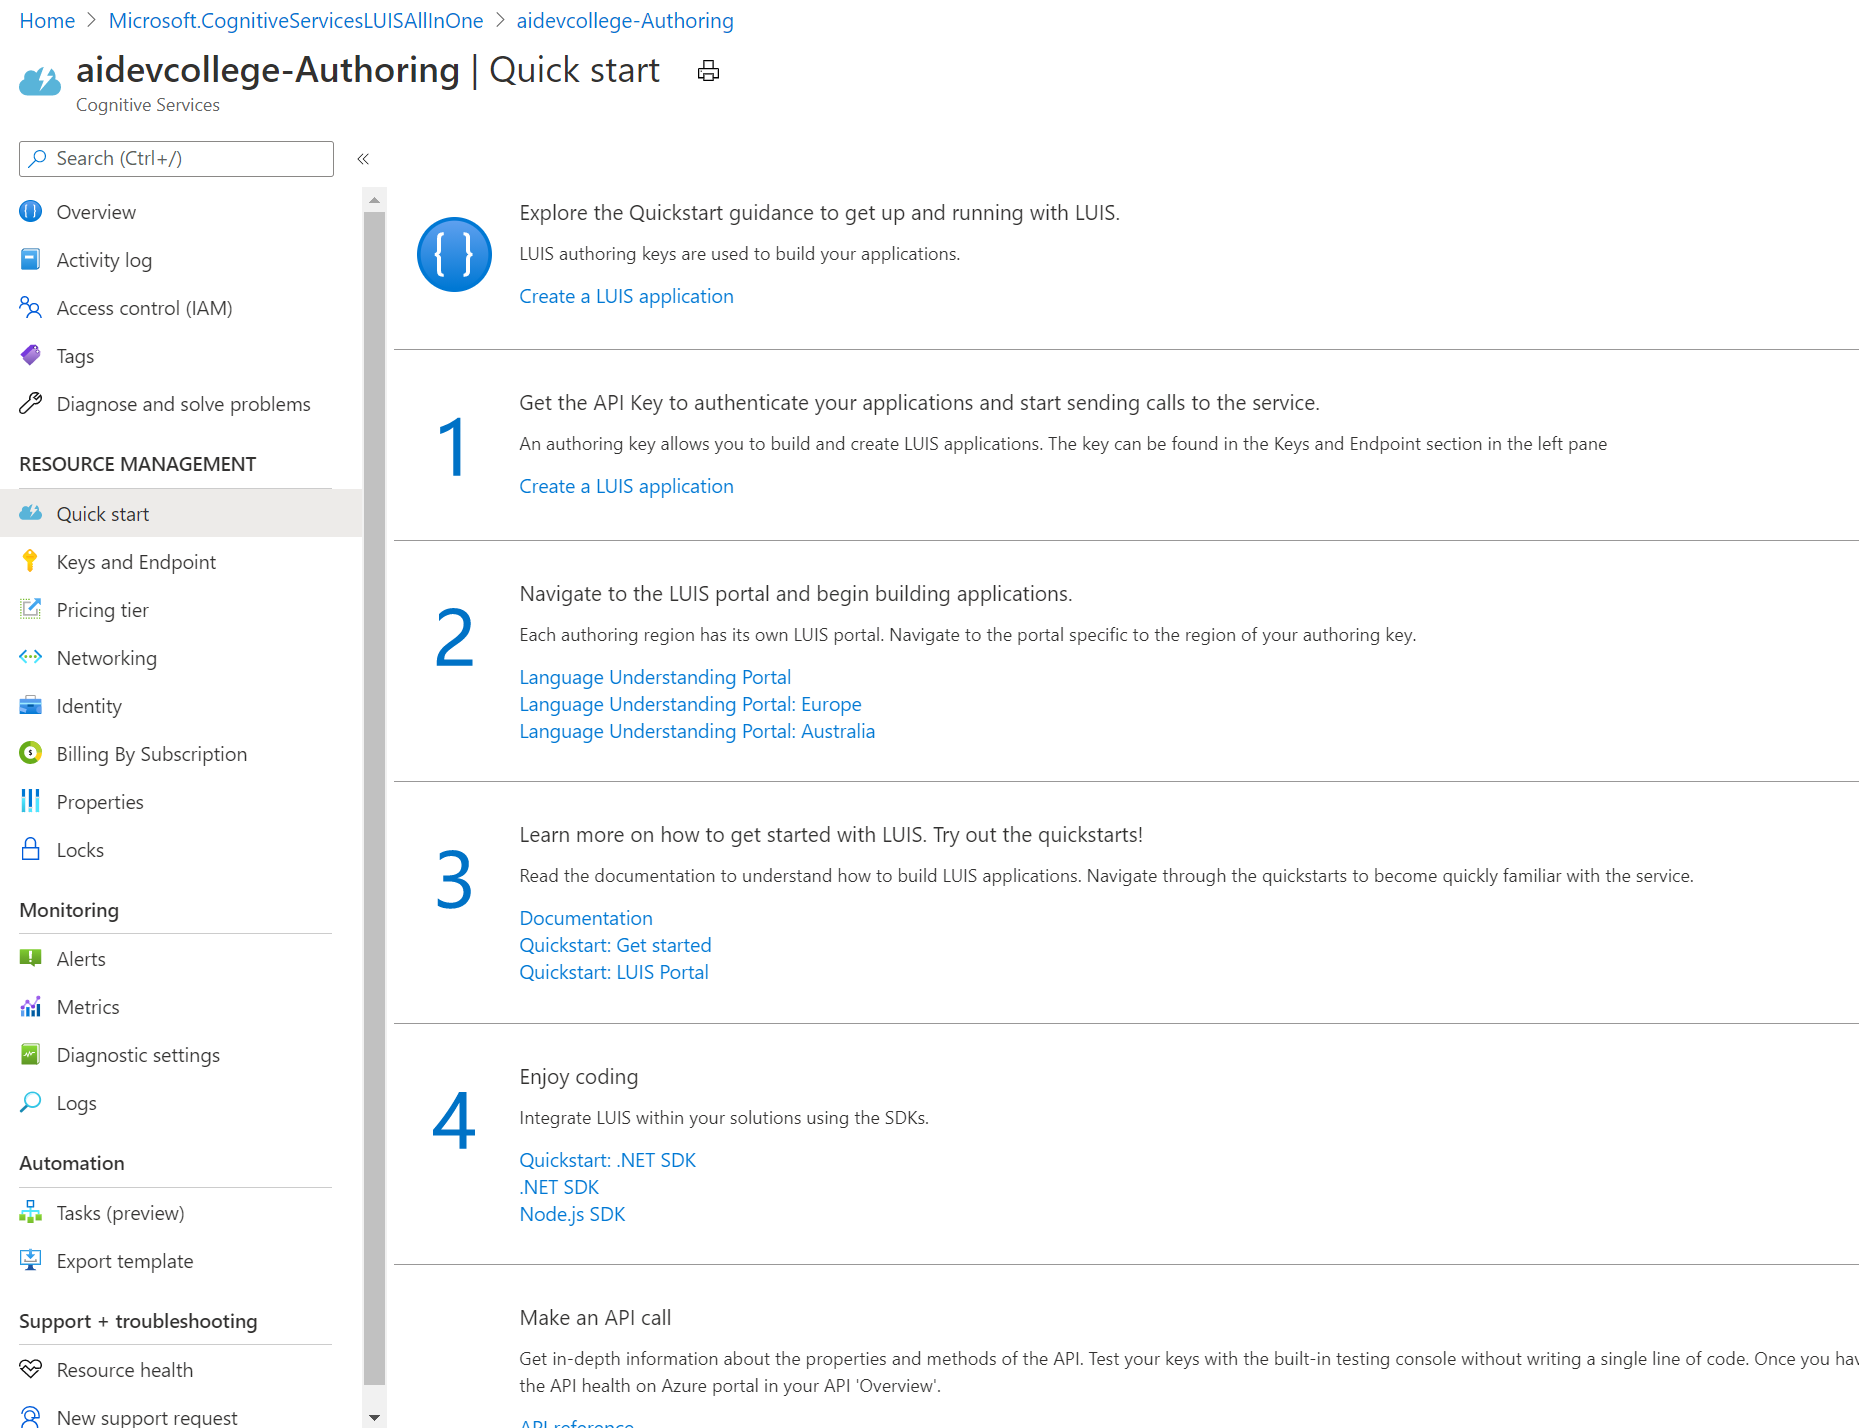 Home > Microsoft.CognitiveServicesLUISAllInOne > aidevcollege-Authoring
aidevcollege-Authoring | Quick start
Cognitive Services
Search (Ctrl+/)
«
Overview
Activity log
Access control (IAM)
Tags
Diagnose and solve problems
RESOURCE MANAGEMENT
Quick start
Keys and Endpoint
Pricing tier
Networking
Identity
Billing By Subscription
Properties
Locks
Monitoring
Alerts
Metrics
Diagnostic settings
Logs
Automation
Tasks (preview)
Export template
Support + troubleshooting
Resource health
New support request
Explore the Quickstart guidance to get up and running with LUIS.
LUIS authoring keys are used to build your applications.
Create a LUIS application
1
Get the API Key to authenticate your applications and start sending calls to the service.
An authoring key allows you to build and create LUIS applications. The key can be found in the Keys and Endpoint section in the left pane
Create a LUIS application
2
Navigate to the LUIS portal and begin building applications.
Each authoring region has its own LUIS portal. Navigate to the portal specific to the region of your authoring key.
Language Understanding Portal
Language Understanding Portal: Europe
Language Understanding Portal: Australia
3
Learn more on how to get started with LUIS. Try out the quickstarts!
Read the documentation to understand how to build LUIS applications. Navigate through the quickstarts to become quickly familiar with the service.
Documentation
Quickstart: Get started
Quickstart: LUIS Portal
4
Enjoy coding
Integrate LUIS within your solutions using the SDKs.
Quickstart: .NET SDK
.NET SDK
Node.js SDK
Make an API call
Get in-depth information about the properties and methods of the API. Test your keys with the built-in testing console without writing a single line of code. Once you
the API health on Azure portal in your API 'Overview'.
API reference